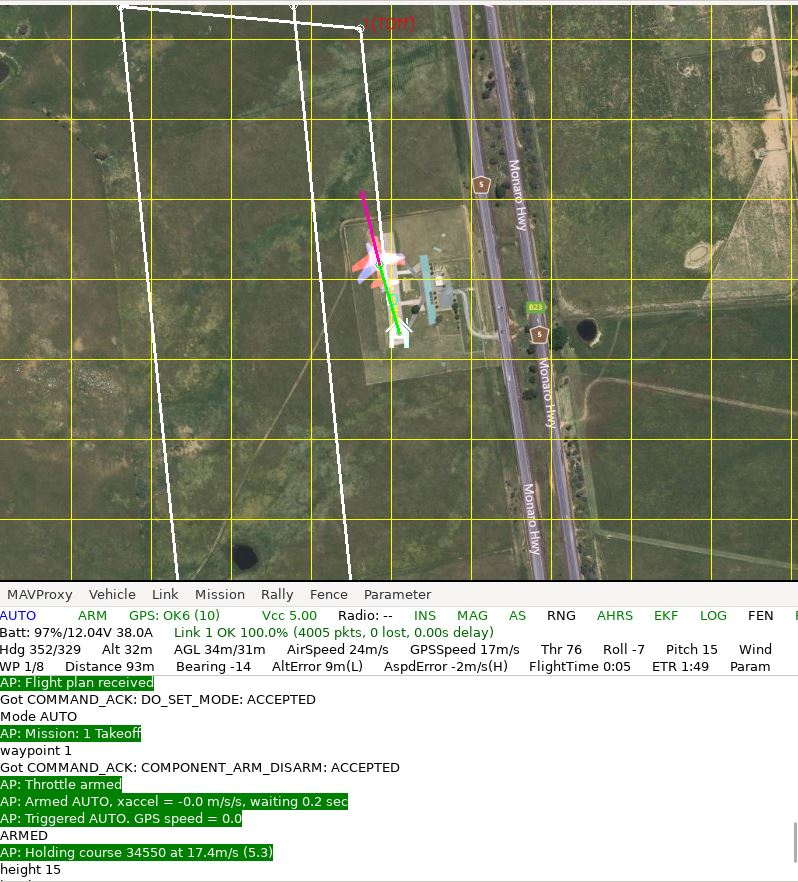 1(TOff)
5
Monaro Hwy
B23
5
Monaro Hwy
Monaro Hwy
MAVProxy Vehicle Link Mission Rally Fence Parameter
AUTO ARM GPS: OK6 (10) Vcc 5.00 Radio: -- INS MAG AS RNG AHRS EKF LOG FEN
Batt: 97%/12.04V 38.0A Link 1 OK 100.0% (4005 pkts, 0 lost, 0.00s delay)
Hdg 352/329 Alt 32m AGL 34m/31m AirSpeed 24m/s GPSSpeed 17m/s Thr 76 Roll -7 Pitch 15 Wind
WP 1/8 Distance 93m Bearing -14 AltError 9m(L) AspdError -2m/s(H) FlightTime 0:05 ETR 1:49 Param
AP: Flight plan received
Got COMMAND_ACK: DO_SET_MODE: ACCEPTED
Mode AUTO
AP: Mission: 1 Takeoff
waypoint 1
Got COMMAND_ACK: COMPONENT_ARM_DISARM: ACCEPTED
AP: Throttle armed
AP: Armed AUTO, xaccel = -0.0 m/s/s, waiting 0.2 sec
AP: Triggered AUTO. GPS speed = 0.0
ARMED
AP: Holding course 34550 at 17.4m/s (5.3)
height 15